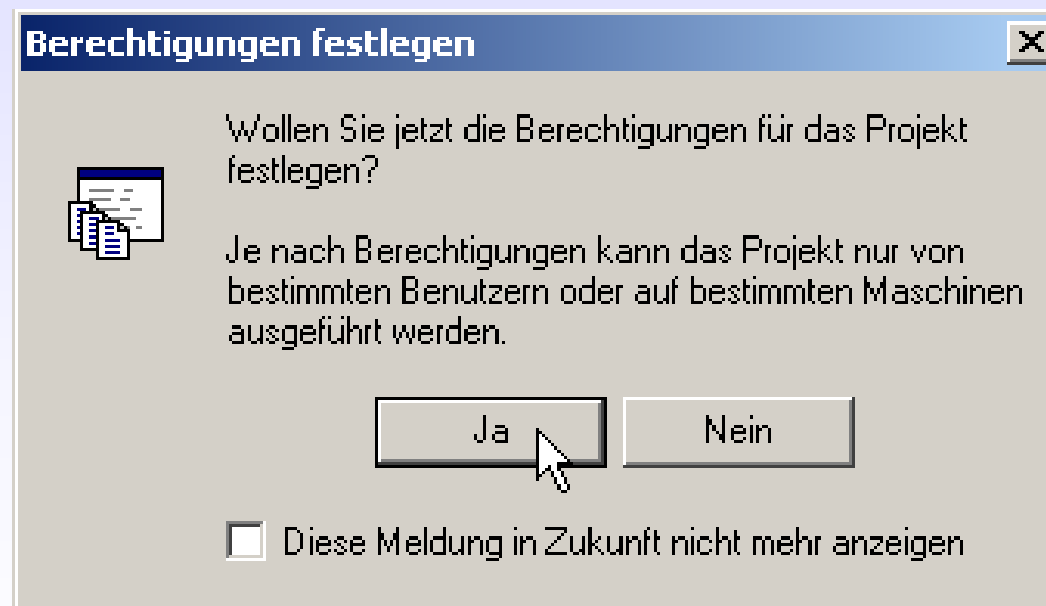 Berechtigungen festlegen
Wollen Sie jetzt die Berechtigungen für das Projekt
festlegen?
Je nach Berechtigungen kann das Projekt nur von
bestimmten Benutzern oder auf bestimmten Maschinen
ausgeführt werden.
Ja Nein
Diese Meldung in Zukunft nicht mehr anzeigen